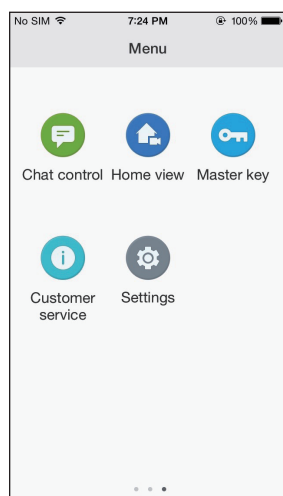 No SIM 7:24 PM 100%
Menu
Chat control Home view Master key
Customer service Settings